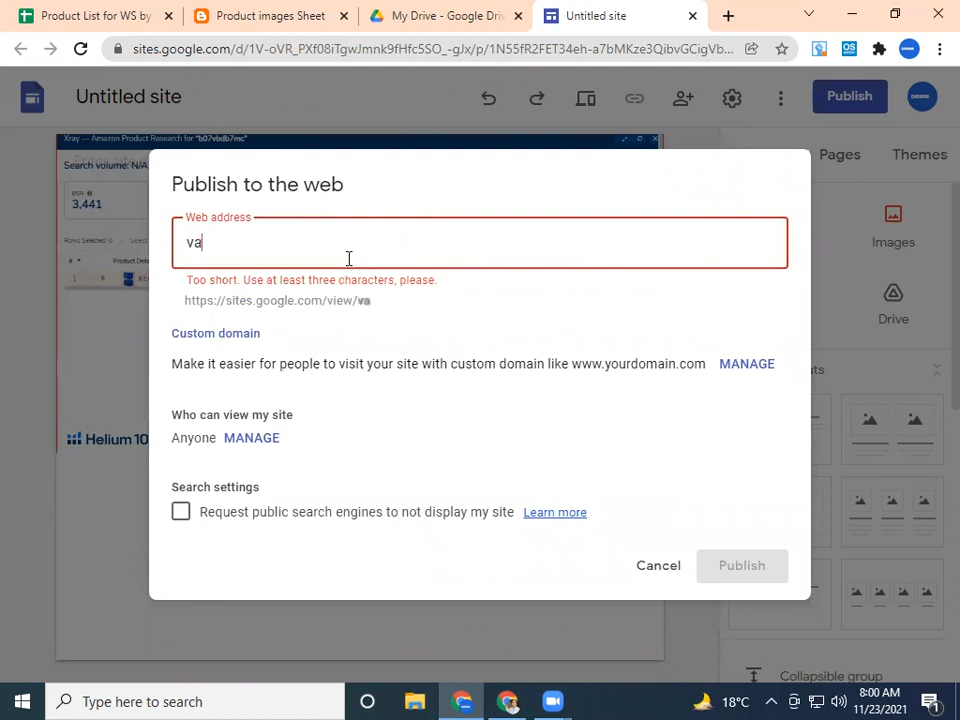 Product List for WS by
Product images Sheet
My Drive - Google Driv
Untitled site
sites.google.com/d/1V-oVR_PXf08iTgwJmnk9fHfc5SO_-gJx/p/1N55fR2FET34eh-a7bMKze3QibvGCigVb...
Untitled site
Publish
Xray — Amazon Product Research for "b07vbdb7mc"
Search volume: N/A
Pages
Themes
BSR
3,441
Product Deta
1
Helium 10
Images
Drive
Publish to the web
Web address
va
Too short. Use at least three characters, please.
https://sites.google.com/view/va
Custom domain
Make it easier for people to visit your site with custom domain like www.yourdomain.com MANAGE
Who can view my site
Anyone MANAGE
Search settings
Request public search engines to not display my site Learn more
Cancel
Publish
Collapsible group
Type here to search
18°C
8:00 AM
11/23/2021
1